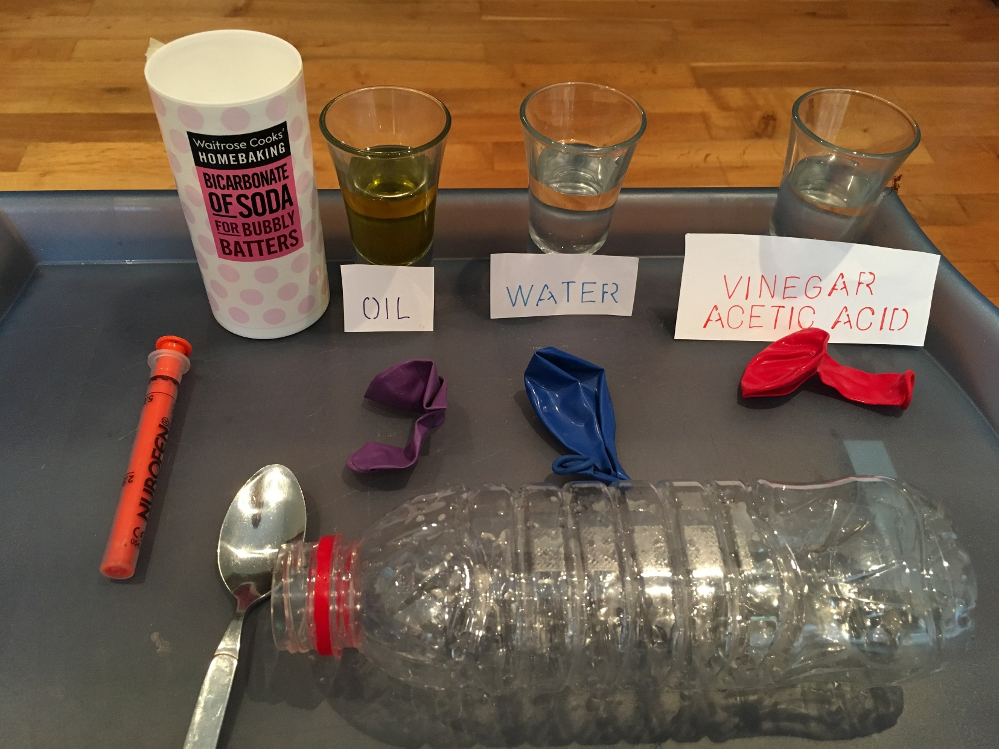 Waitrose Cooks'
HOMEBAKING
BICARBONATE
OF SODA
FOR BUBBLY
BATTERS
OIL
WATER
VINEGAR
ACETIC ACID
NUROFEN®